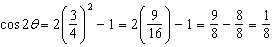 cos 2θ = 2(3/4)² − 1 = 2(9/16) − 1 = 9/8 − 8/8 = 1/8